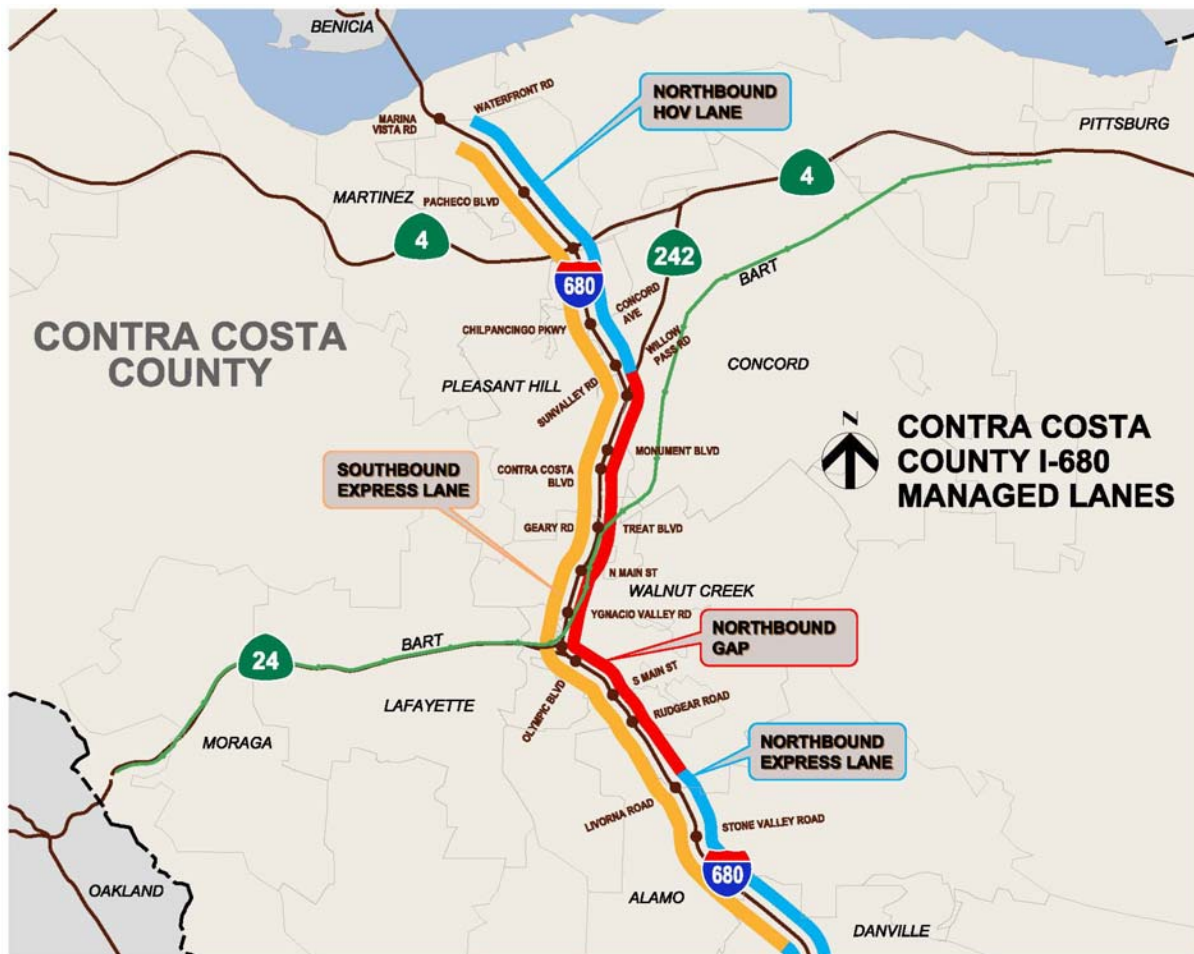 BENICIA
WATERFRONT RD
NORTHBOUND
HOV LANE
MARINA
VISTA RD
PITTSBURG
4
MARTINEZ
PACHECO BLVD
4
242
BART
680
CONCORD
AVE
CONTRA COSTA
COUNTY
CHILPANCINGO PKWY
WILLOW
PASS RD
CONCORD
PLEASANT HILL
SUNVALLEY RD
N
CONTRA COSTA
COUNTY I-680
MANAGED LANES
MONUMENT BLVD
SOUTHBOUND
EXPRESS LANE
CONTRA COSTA
BLVD
GEARY RD
TREAT BLVD
N MAIN ST
WALNUT CREEK
YGNACIO VALLEY RD
NORTHBOUND
GAP
BART
24
S MAIN ST
OLYMPIC BLVD
RUDGEAR ROAD
LAFAYETTE
MORAGA
NORTHBOUND
EXPRESS LANE
LIVORNA ROAD
STONE VALLEY ROAD
680
OAKLAND
ALAMO
DANVILLE